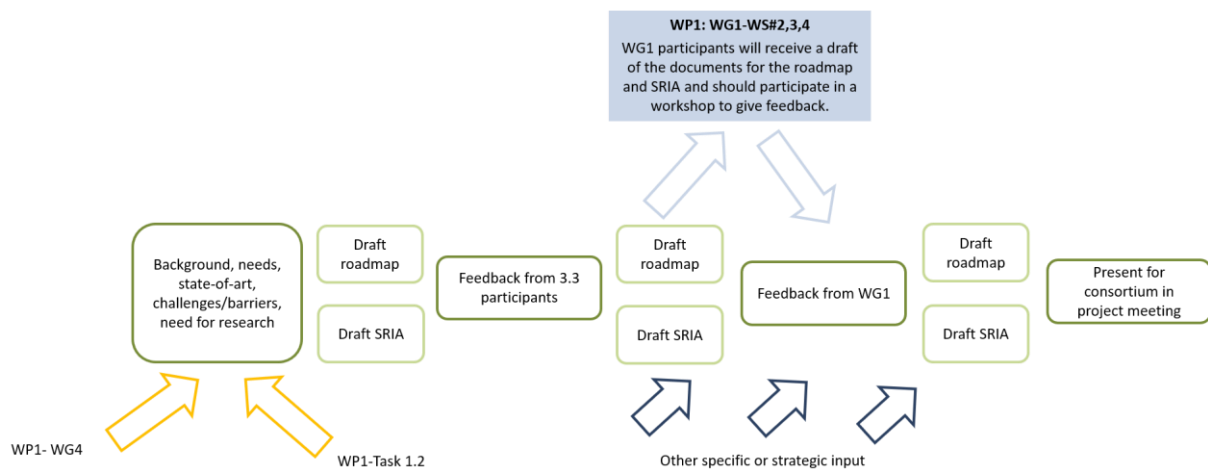 WP1: WG1-WS#2,3,4
WG1 participants will receive a draft
of the documents for the roadmap
and SRIA and should participate in a
workshop to give feedback.
Background, needs,
state-of-art,
challenges/barriers,
need for research
Draft
roadmap
Draft SRIA
Feedback from 3.3
participants
Draft
roadmap
Draft SRIA
Feedback from WG1
Draft
roadmap
Draft SRIA
Present for
consortium in
project meeting
WP1- WG4
WP1-Task 1.2
Other specific or strategic input